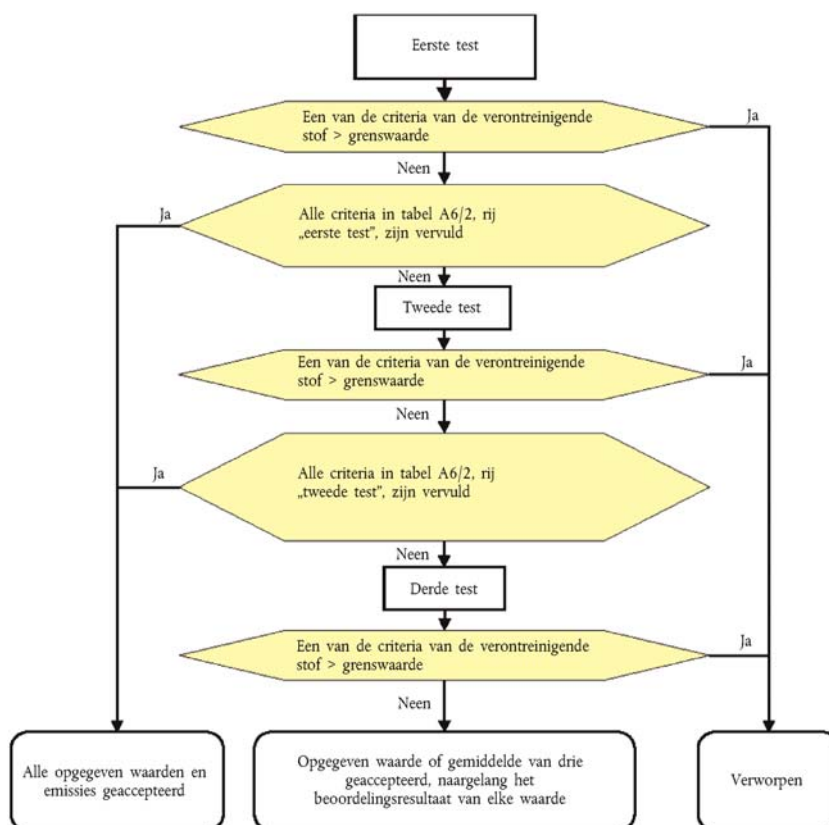 Eerste test
Een van de criteria van de verontreinigende
stof > grenswaarde
Ja
Neen
Ja
Alle criteria in tabel A6/2, rij
„eerste test”, zijn vervuld
Neen
Tweede test
Een van de criteria van de verontreinigende
stof > grenswaarde
Ja
Neen
Ja
Alle criteria in tabel A6/2, rij
„tweede test”, zijn vervuld
Neen
Derde test
Een van de criteria van de verontreinigende
stof > grenswaarde
Ja
Neen
Alle opgegeven waarden en
emissies geaccepteerd
Opgegeven waarde of gemiddelde van drie
geaccepteerd, naargelang het
beoordelingsresultaat van elke waarde
Verworpen